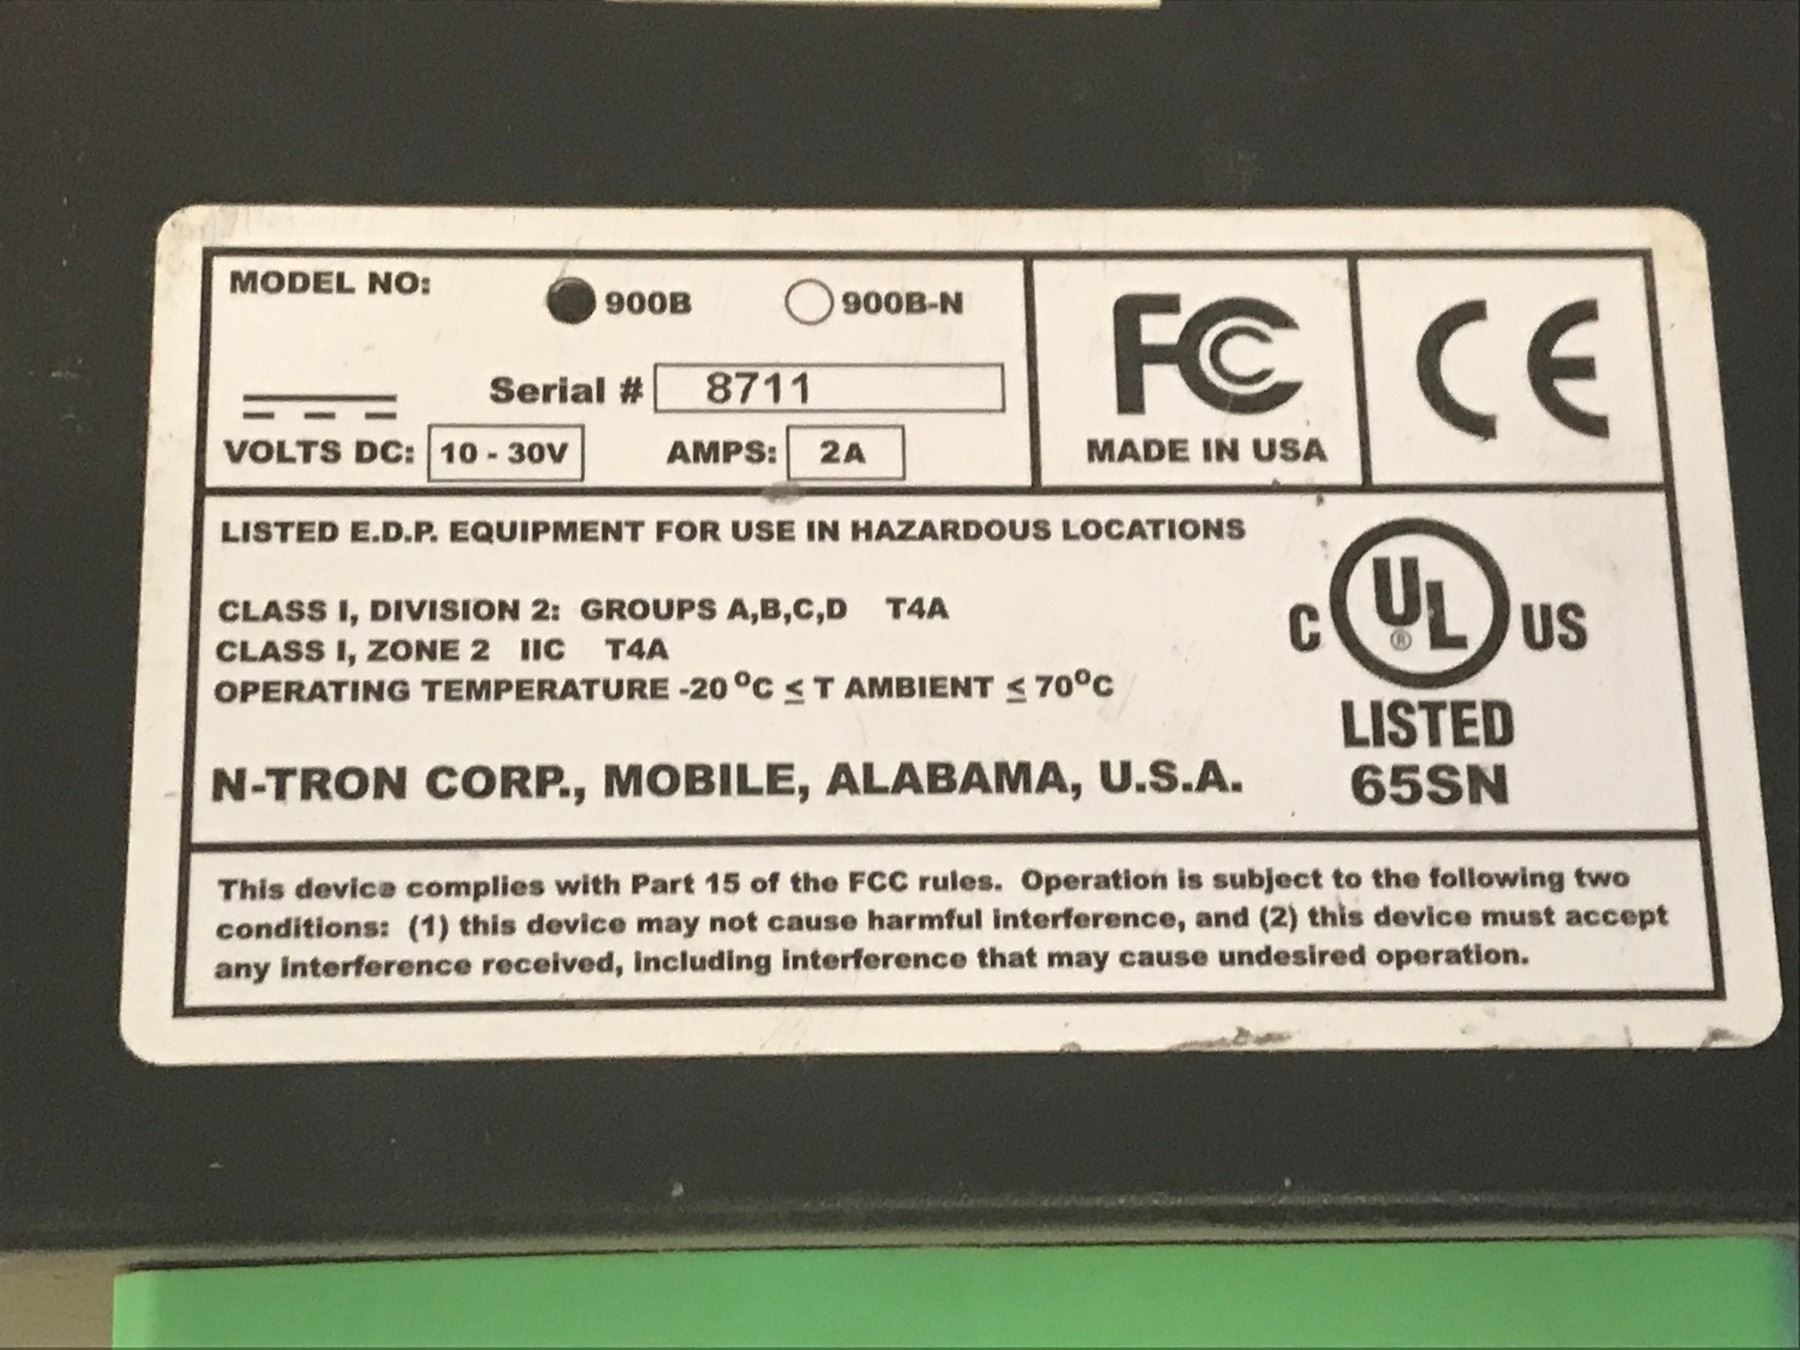 MODEL NO: 900B 900B-N
Serial # 8711
VOLTS DC: 10 - 30V AMPS: 2A
FC
MADE IN USA
CE
LISTED E.D.P. EQUIPMENT FOR USE IN HAZARDOUS LOCATIONS
CLASS I, DIVISION 2: GROUPS A,B,C,D T4A
CLASS I, ZONE 2 IIC T4A
OPERATING TEMPERATURE -20 °C ≤ T AMBIENT ≤ 70°C
N-TRON CORP., MOBILE, ALABAMA, U.S.A.
C UL ® US
LISTED
65SN
This device complies with Part 15 of the FCC rules. Operation is subject to the following two
conditions: (1) this device may not cause harmful interference, and (2) this device must accept
any interference received, including interference that may cause undesired operation.